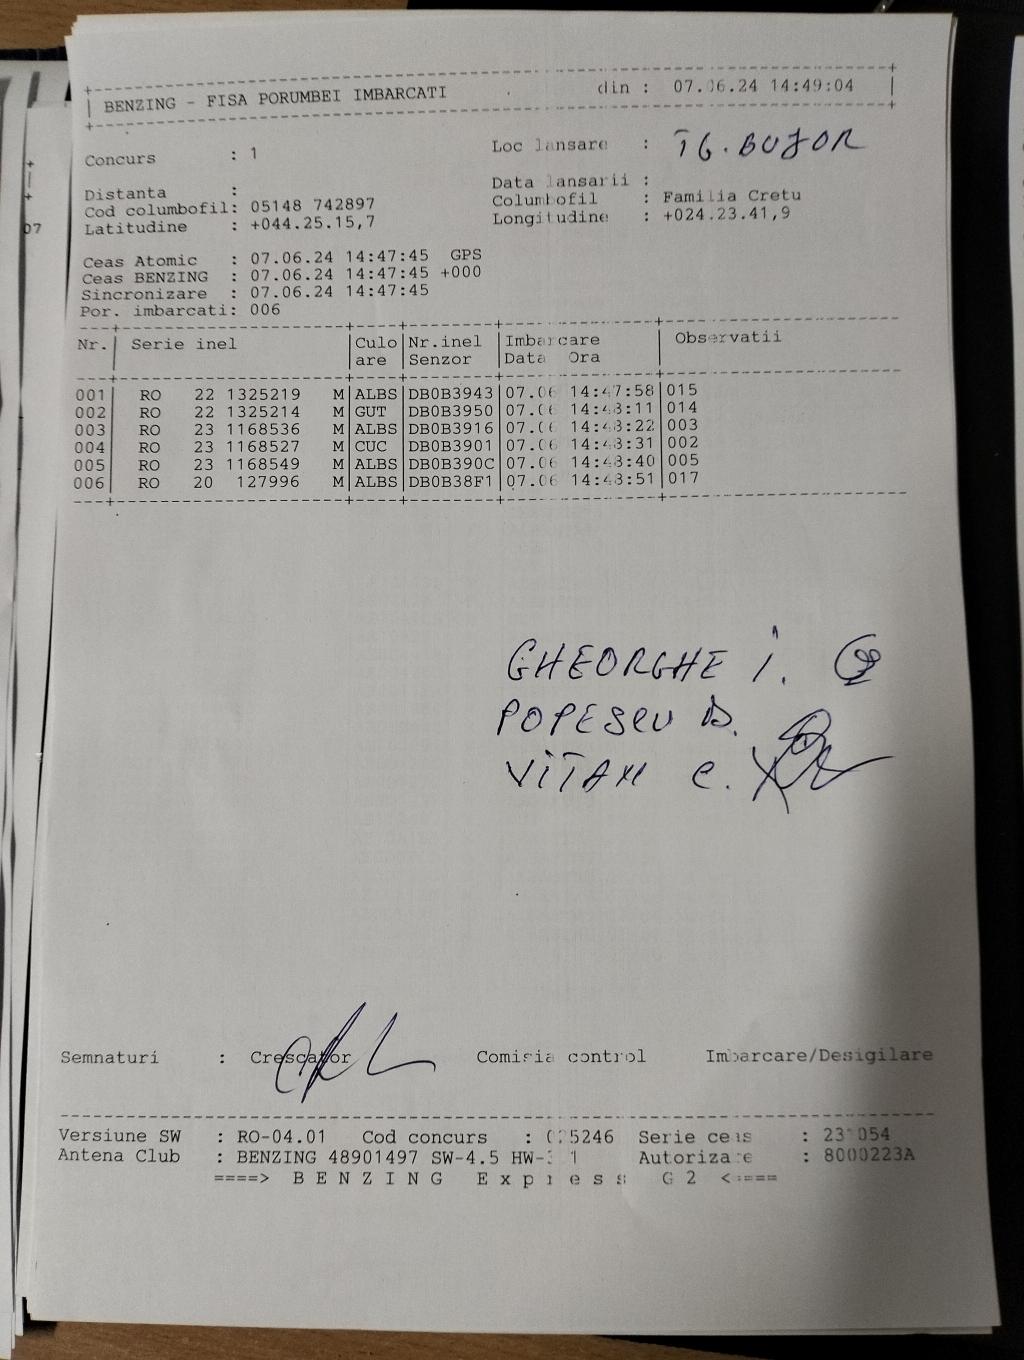 BENZING - FISA PORUMBEI IMBARCATI din : 07.06.24 14:49:04
Concurs : 1 Loc lansare : TG. BUJOR
Distanta : Data lansarii :
Cod columbofil: 05148 742897 Columbofil : Familia Cretu
Latitudine : +044.25.15,7 Longitudine : +024.23.41,9
Ceas Atomic : 07.06.24 14:47:45 GPS
Ceas BENZING : 07.06.24 14:47:45 +000
Sincronizare : 07.06.24 14:47:45
Por. imbarcati: 006
Nr. Serie inel Culo Nr.inel Imbarcare Observatii
are Senzor Data Ora
001 RO 22 1325219 M ALBS DB0B3943 07.06 14:47:58 015
002 RO 22 1325214 M GUT DB0B3950 07.06 14:48:11 014
003 RO 23 1168536 M ALBS DB0B3916 07.06 14:48:22 003
004 RO 23 1168527 M CUC DB0B3901 07.06 14:48:31 002
005 RO 23 1168549 M ALBS DB0B390C 07.06 14:48:40 005
006 RO 20 127996 M ALBS DB0B38F1 07.06 14:48:51 017
GHEORGHE I.
POPESCU D.
VITAN C.
Semnaturi : Crescator Comisia control Imbarcare/Desigilare
Versiune SW : RO-04.01 Cod concurs : Serie ceas :
Antena Club : BENZING 48901497 SW-4.5 Autorizare : 8000223A
====> BENZING Express G2 <====
07